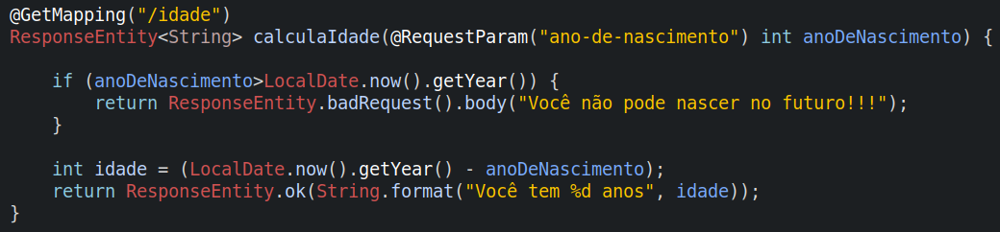 @GetMapping("/idade")
ResponseEntity<String> calculaIdade(@RequestParam("ano-de-nascimento") int anoDeNascimento) {
if (anoDeNascimento>LocalDate.now().getYear()) {
return ResponseEntity.badRequest().body("Você não pode nascer no futuro!!!");
}
int idade = (LocalDate.now().getYear() - anoDeNascimento);
return ResponseEntity.ok(String.format("Você tem %d anos", idade));
}